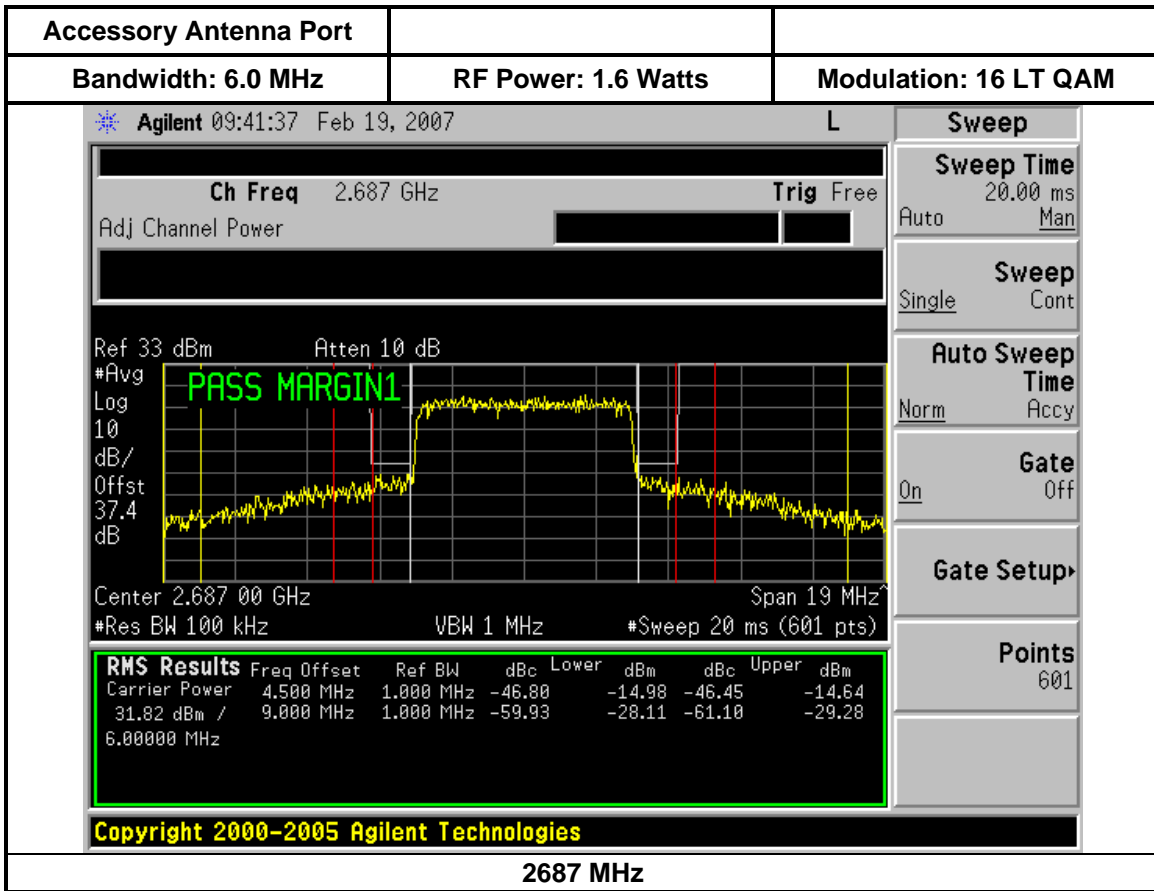 Accessory Antenna Port
Bandwidth: 6.0 MHz RF Power: 1.6 Watts Modulation: 16 LT QAM
Agilent 09:41:37 Feb 19, 2007 L Sweep
Ch Freq 2.687 GHz Trig Free
Adj Channel Power
Sweep Time
20.00 ms
Auto Man
Sweep
Single Cont
Auto Sweep
Time
Norm Accy
Gate
On Off
Gate Setup
Points
601
Ref 33 dBm Atten 10 dB
#Avg
Log
10
dB/
Offst
37.4
dB
PASS MARGIN1
Center 2.687 00 GHz Span 19 MHz^
#Res BW 100 kHz VBW 1 MHz #Sweep 20 ms (601 pts)
RMS Results Freq Offset Ref BW dBc Lower dBm dBc Upper dBm
Carrier Power 4.500 MHz 1.000 MHz -46.80 -14.98 -46.45 -14.64
31.82 dBm / 9.000 MHz 1.000 MHz -59.93 -28.11 -61.10 -29.28
6.00000 MHz
Copyright 2000-2005 Agilent Technologies
2687 MHz